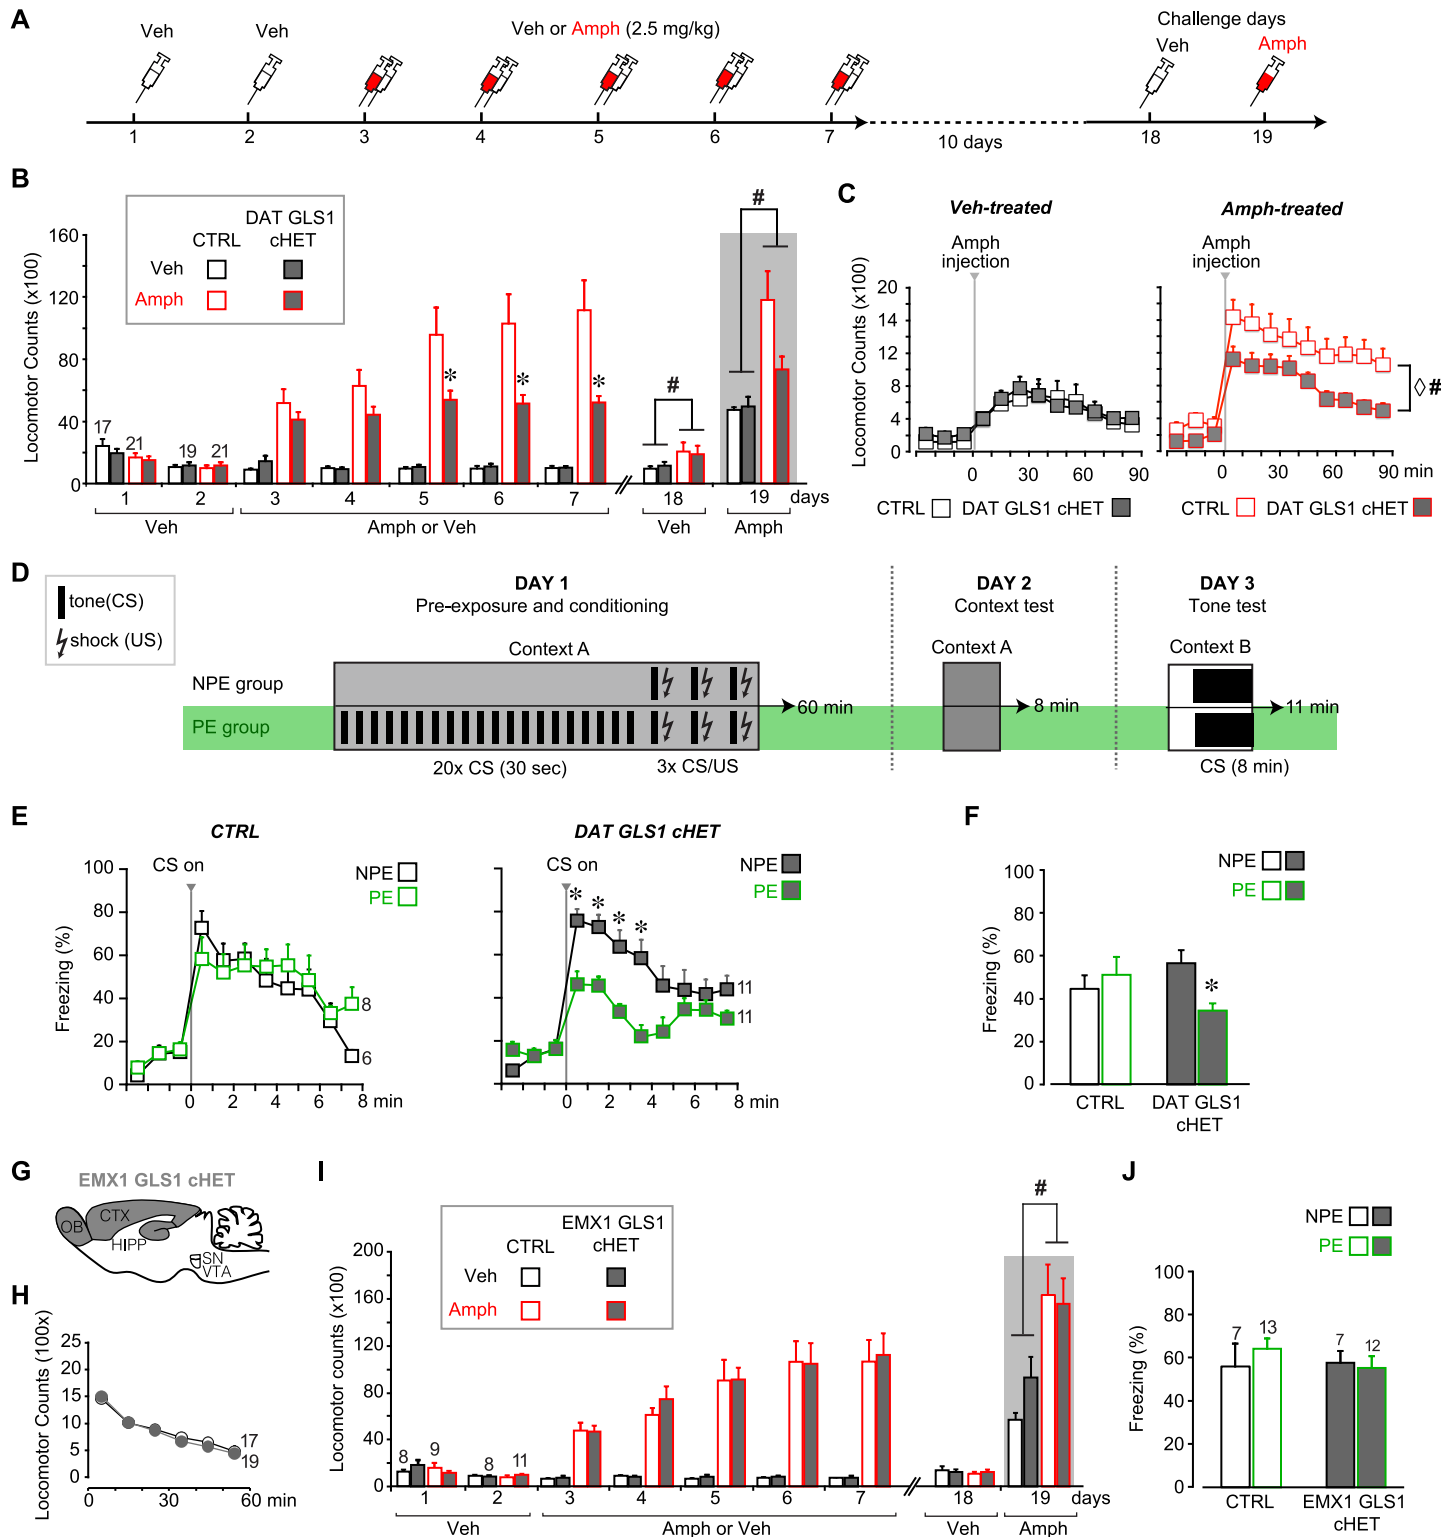 A
Veh
Veh
Veh or Amph (2.5 mg/kg)
Challenge days
Veh
Amph
1 2 3 4 5 6 7 10 days 18 19
B
DAT GLS1
CTRL cHET
Veh
Amph
Locomotor Counts (x100)
160
120
80
40
0
17 21 19 21
* * *
# #
1 2 3 4 5 6 7 18 19 days
Veh Amph or Veh Veh Amph
C
Veh-treated Amph-treated
Amph injection
Amph injection
Locomotor Counts (x100)
20
14
12
8
4
0
◊ #
0 30 60 90 0 30 60 90 min
CTRL DAT GLS1 cHET CTRL DAT GLS1 cHET
D
tone(CS)
shock (US)
DAY 1
Pre-exposure and conditioning
DAY 2
Context test
DAY 3
Tone test
Context A
Context A
Context B
NPE group
PE group
60 min
8 min
11 min
20x CS (30 sec) 3x CS/US
CS (8 min)
E
CTRL
CS on
NPE
PE
Freezing (%)
100
80
60
40
20
0
8
6
0 2 4 6 8 min
DAT GLS1 cHET
CS on
NPE
PE
* * * *
11
11
0 2 4 6 8 min
F
NPE
PE
Freezing (%)
100
80
60
40
20
0
*
CTRL DAT GLS1
cHET
G
EMX1 GLS1 cHET
OB
CTX
HIPP
SN
VTA
H
Locomotor Counts (100x)
25
20
15
10
5
0
17
19
0 30 60 min
I
EMX1 GLS1
CTRL cHET
Veh
Amph
Locomotor counts (x100)
200
160
120
80
40
0
8 9 8 11
#
1 2 3 4 5 6 7 18 19 days
Veh Amph or Veh Veh Amph
J
NPE
PE
Freezing (%)
100
80
60
40
20
0
7 13 7 12
CTRL EMX1 GLS1
cHET